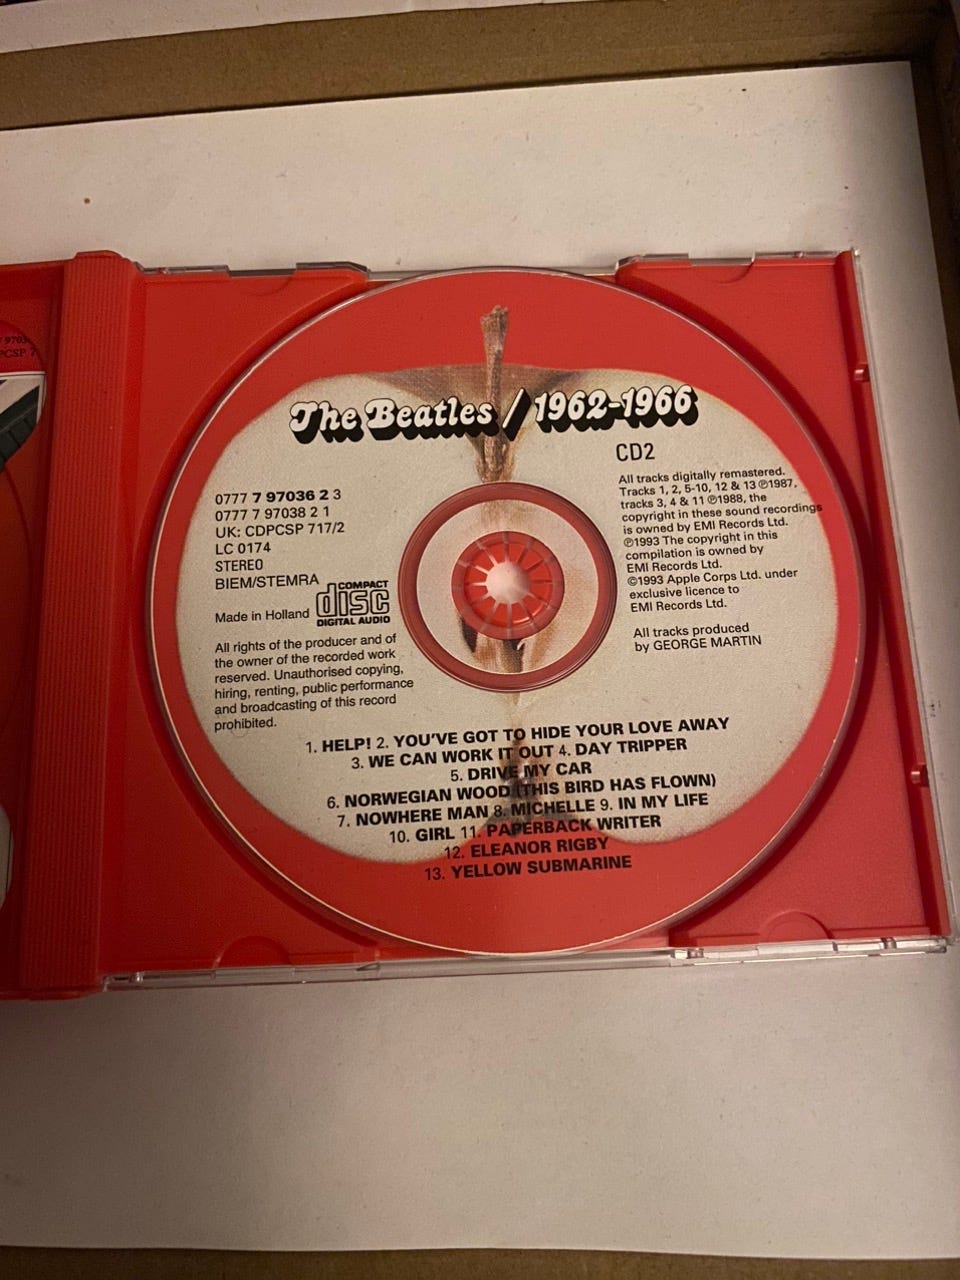 7 9703
PCSP 7
The Beatles / 1962-1966
CD2
0777 7 97036 2 3
0777 7 97038 2 1
UK: CDPCSP 717/2
LC 0174
STEREO
BIEM/STEMRA
Made in Holland
COMPACT
disc
DIGITAL AUDIO
All rights of the producer and of
the owner of the recorded work
reserved. Unauthorised copying,
hiring, renting, public performance
and broadcasting of this record
prohibited.
All tracks digitally remastered.
Tracks 1, 2, 5-10, 12 & 13 ℗1987,
tracks 3, 4 & 11 ℗1988, the
copyright in these sound recordings
is owned by EMI Records Ltd.
℗1993 The copyright in this
compilation is owned by
EMI Records Ltd.
©1993 Apple Corps Ltd. under
exclusive licence to
EMI Records Ltd.
All tracks produced
by GEORGE MARTIN
1. HELP! 2. YOU'VE GOT TO HIDE YOUR LOVE AWAY
3. WE CAN WORK IT OUT 4. DAY TRIPPER
5. DRIVE MY CAR
6. NORWEGIAN WOOD (THIS BIRD HAS FLOWN)
7. NOWHERE MAN 8. MICHELLE 9. IN MY LIFE
10. GIRL 11. PAPERBACK WRITER
12. ELEANOR RIGBY
13. YELLOW SUBMARINE